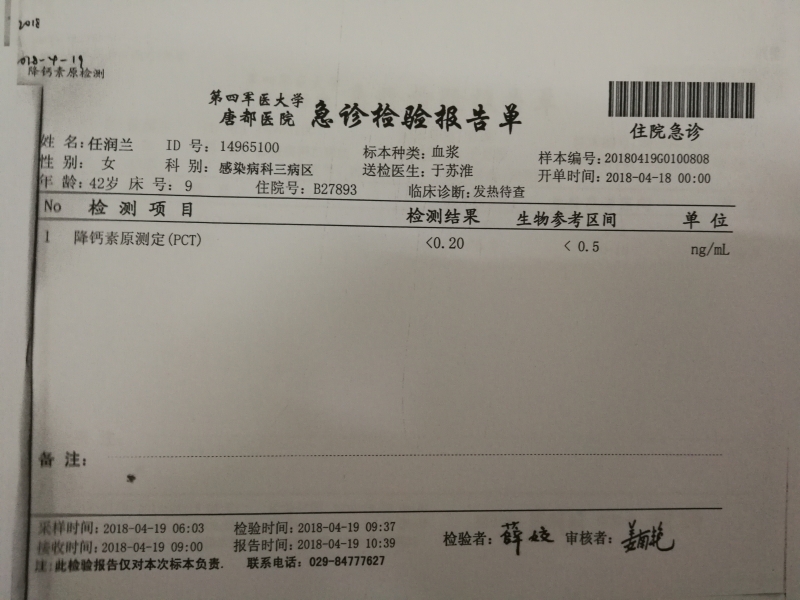 2018
018-4-19
降钙素原检测
第四军医大学
唐都医院 急诊检验报告单
住院急诊
姓名:任润兰 ID号:14965100 标本种类:血浆 样本编号:20180419G0100808
性别:女 科别:感染病科三病区 送检医生:于苏淮 开单时间:2018-04-18 00:00
年龄:42岁 床号:9 住院号:B27893 临床诊断:发热待查
No 检测项目 检测结果 生物参考区间 单位
1 降钙素原测定(PCT) <0.20 < 0.5 ng/mL
备注:
采样时间:2018-04-19 06:03 检验时间:2018-04-19 09:37 检验者:薛姣 审核者:
接收时间:2018-04-19 09:00 报告时间:2018-04-19 10:39
注:此检验报告仅对本次标本负责. 联系电话:029-84777627